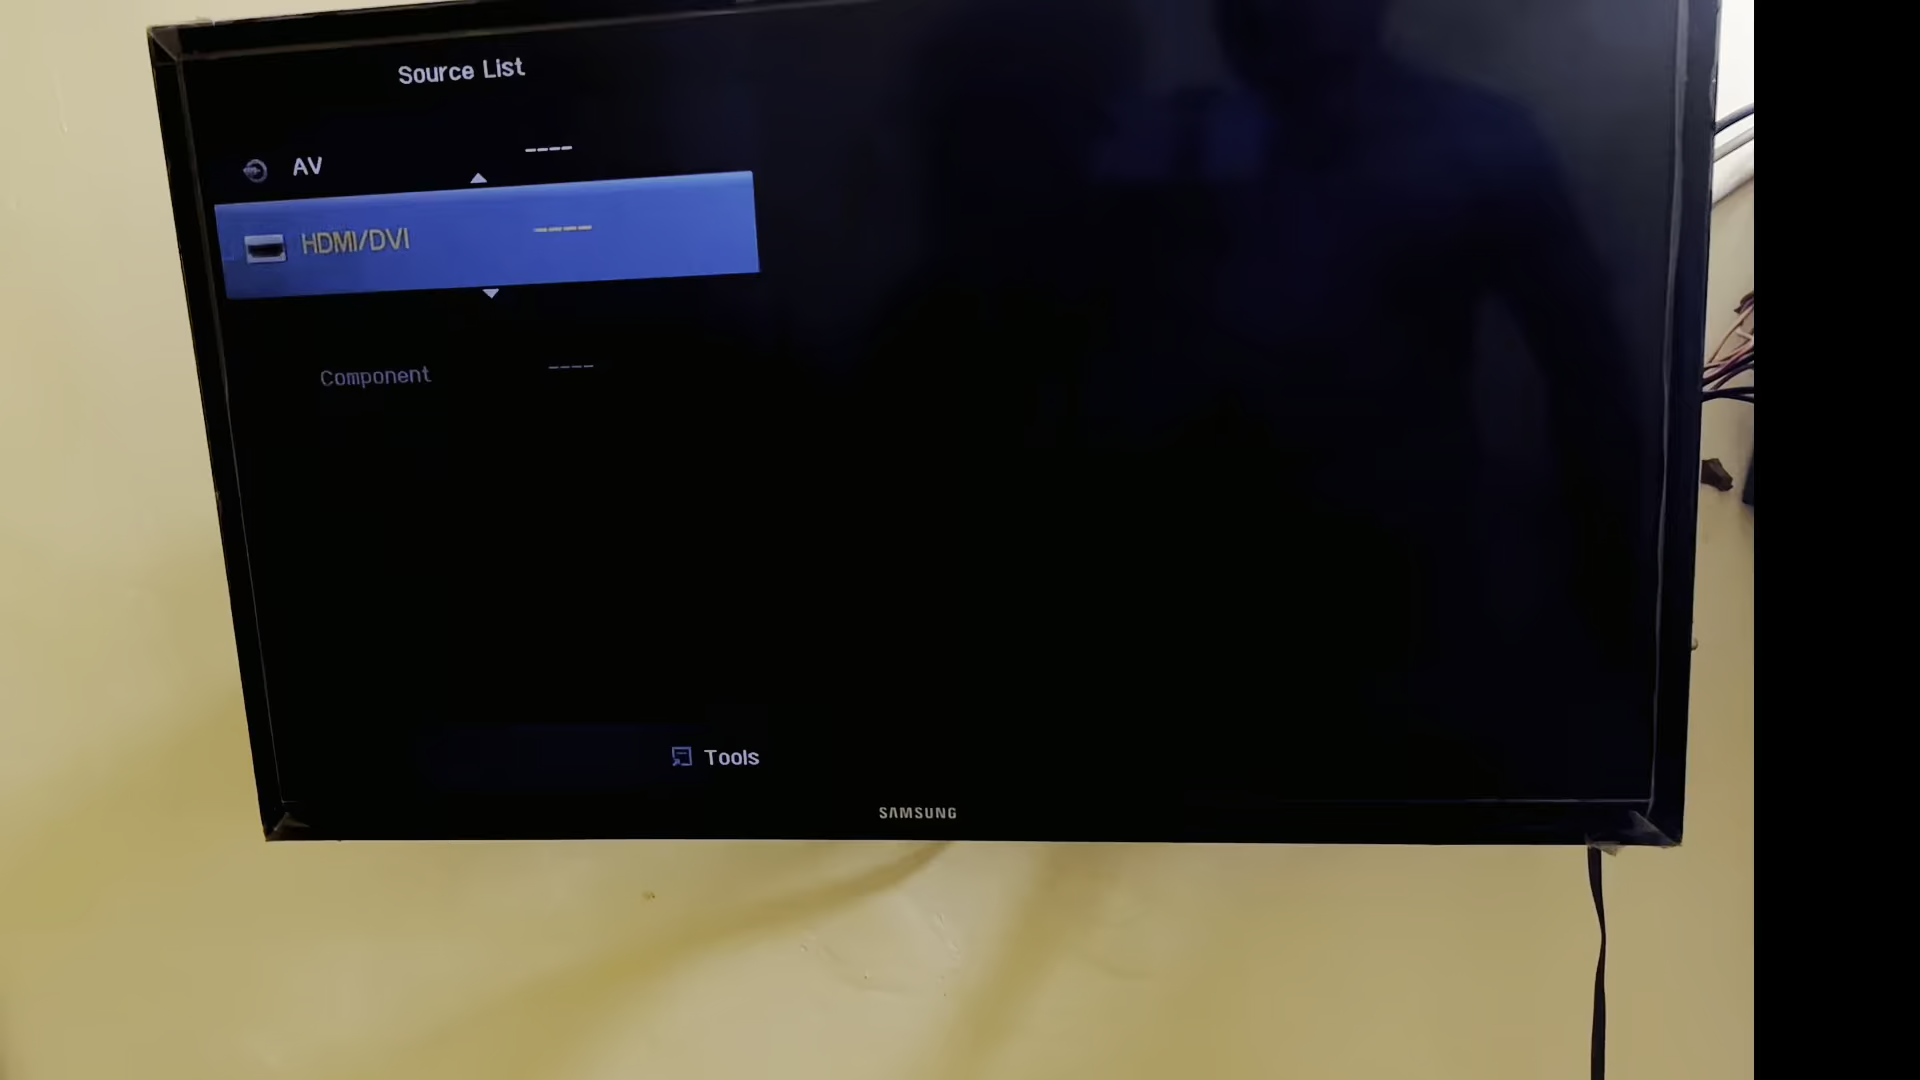 Source List
AV ----
HDMI/DVI ----
Component ----
Tools
SAMSUNG